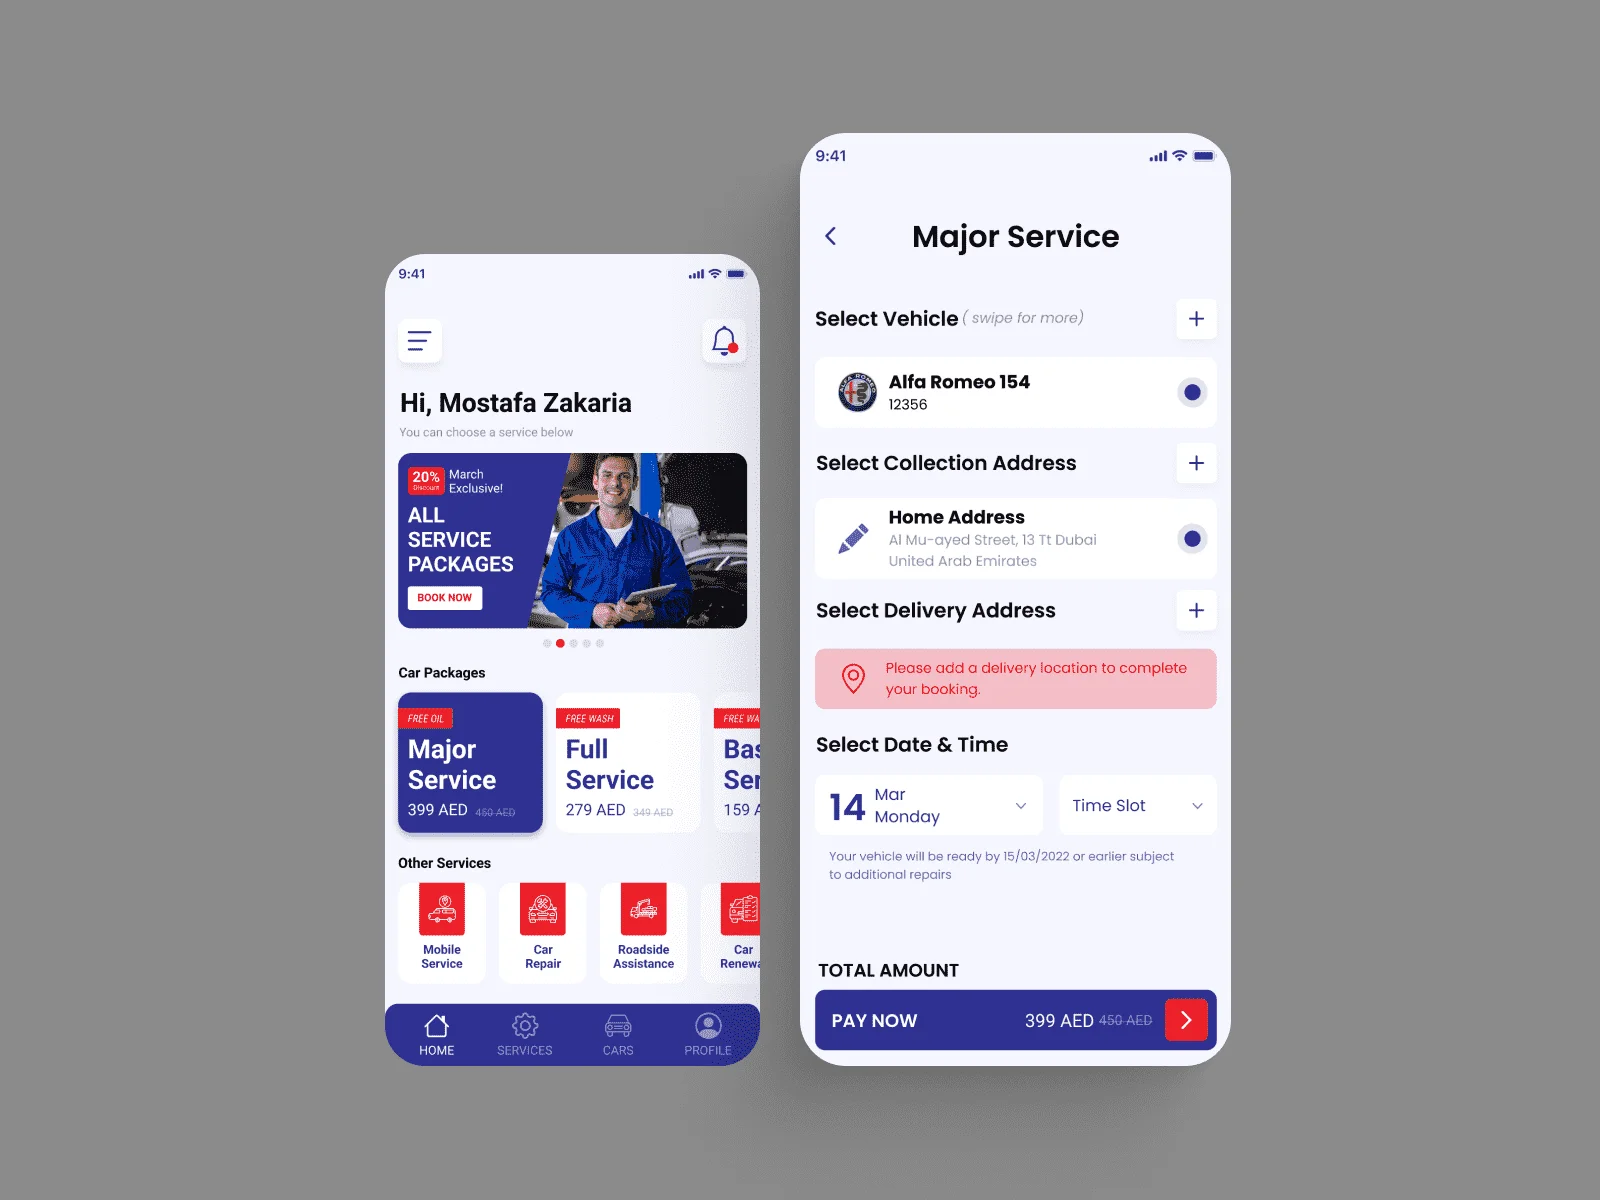 9:41
Hi, Mostafa Zakaria
You can choose a service below
20%
Discount
March
Exclusive!
ALL
SERVICE
PACKAGES
BOOK NOW
Car Packages
FREE OIL
Major
Service
399 AED 450 AED
FREE WASH
Full
Service
279 AED 349 AED
FREE WA
Bas
Ser
159 A
Other Services
Mobile
Service
Car
Repair
Roadside
Assistance
Car
Renewa
HOME
SERVICES
CARS
PROFILE
9:41
Major Service
Select Vehicle ( swipe for more)
ALFA ROMEO
Alfa Romeo 154
12356
Select Collection Address
Home Address
Al Mu-ayed Street, 13 Tt Dubai
United Arab Emirates
Select Delivery Address
Please add a delivery location to complete
your booking.
Select Date & Time
14
Mar
Monday
Time Slot
Your vehicle will be ready by 15/03/2022 or earlier subject
to additional repairs
TOTAL AMOUNT
PAY NOW 399 AED 450 AED